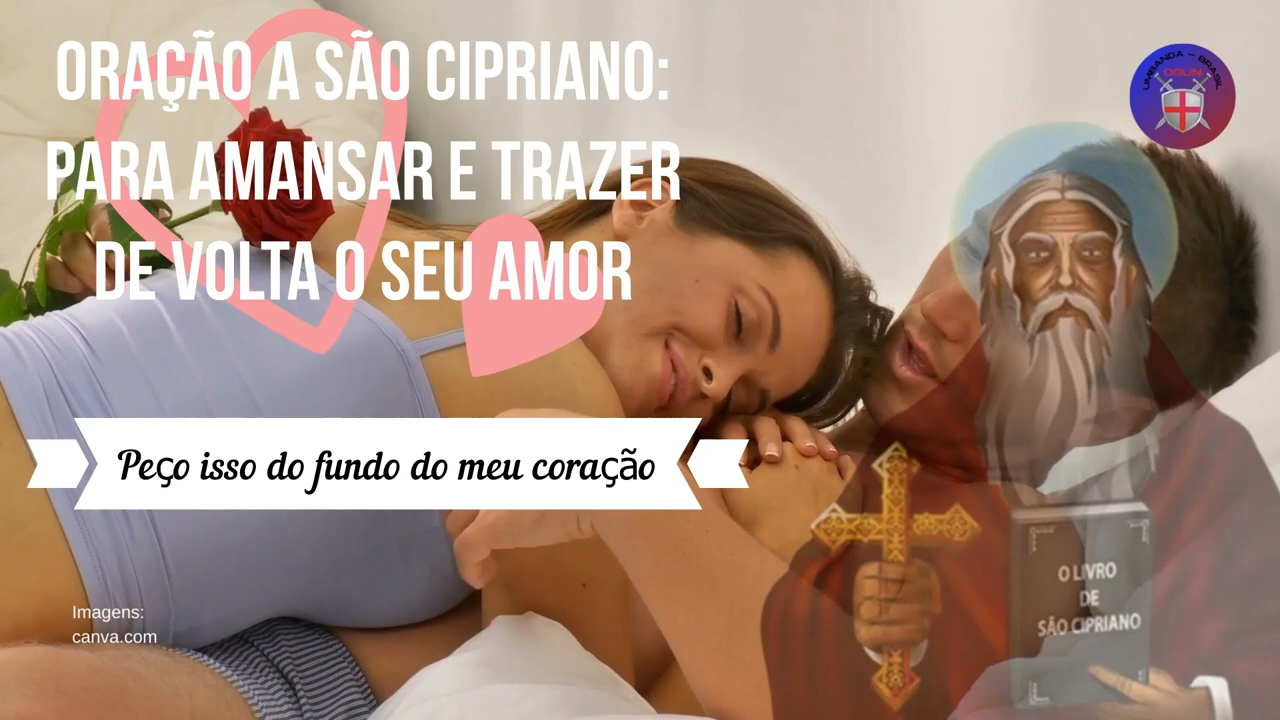 ORAÇÃO A SÃO CIPRIANO:
PARA AMANSAR E TRAZER
DE VOLTA O SEU AMOR
UMBANDA – BRASIL
OGUN
Peço isso do fundo do meu coração
O LIVRO
DE
SÃO CIPRIANO
Imagens:
canva.com